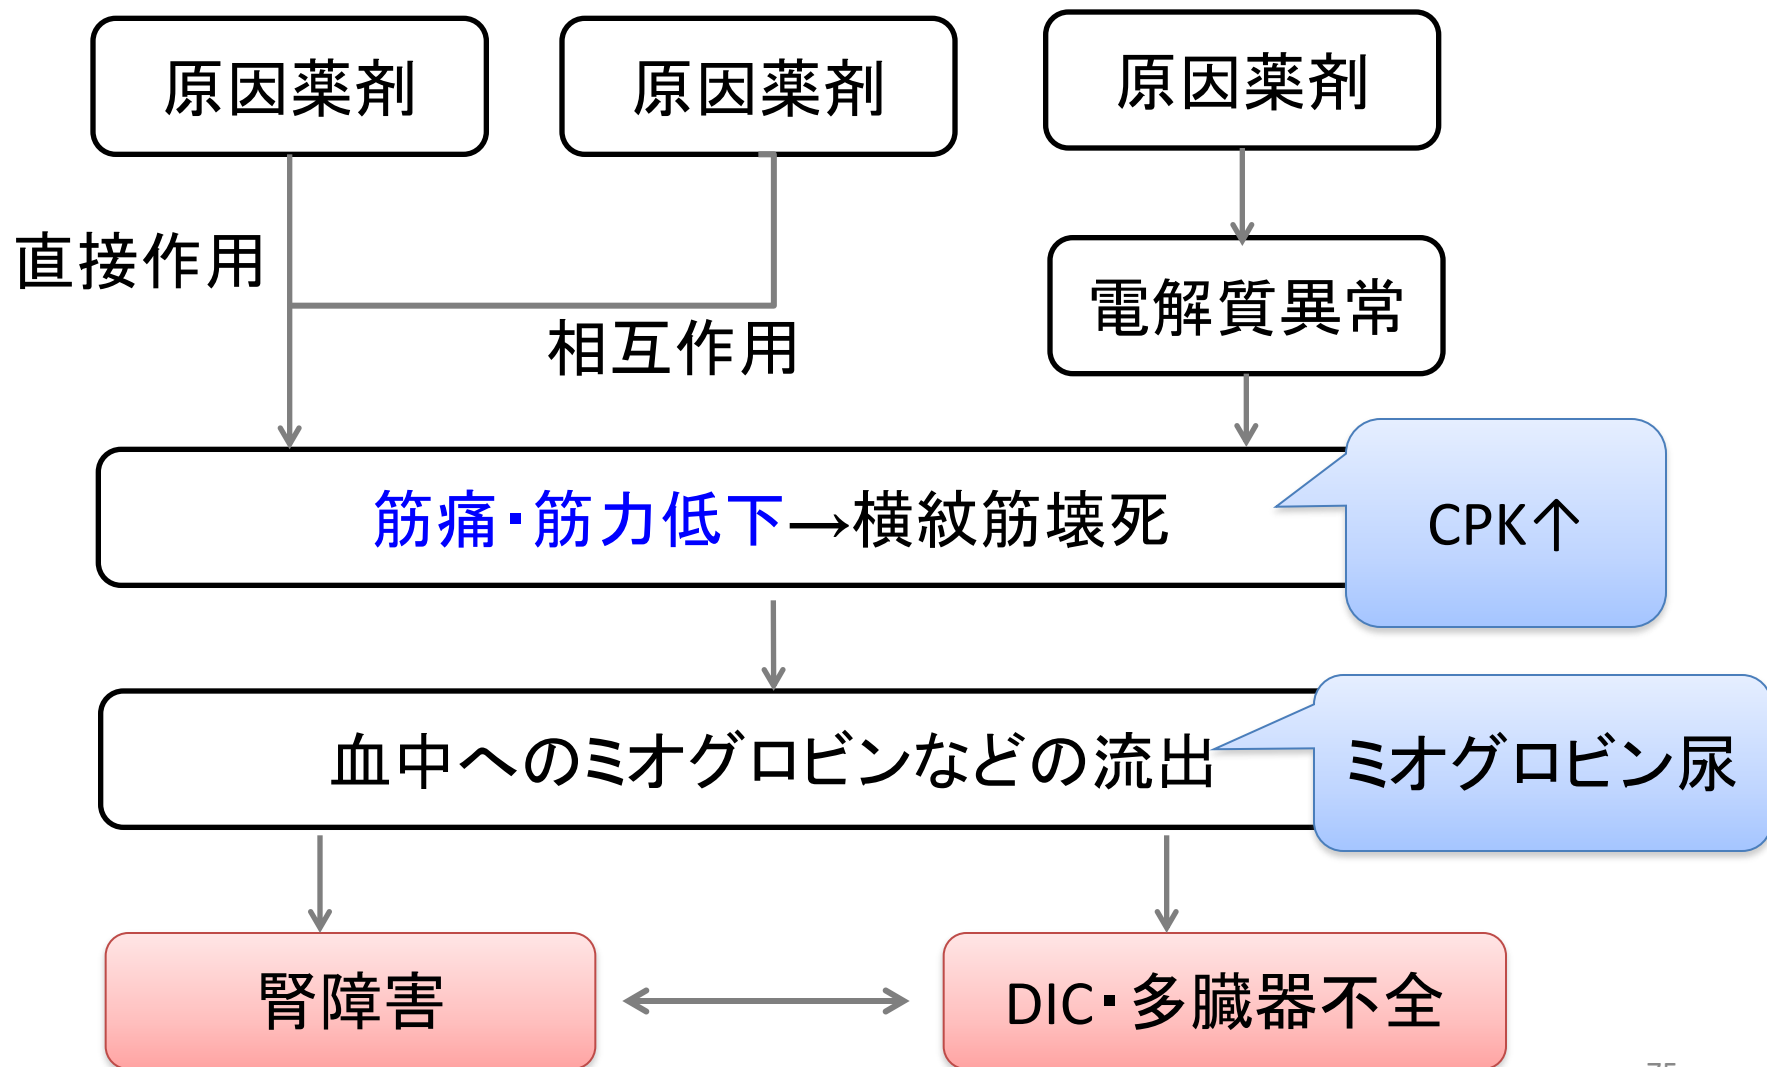 原因薬剤
原因薬剤
原因薬剤
直接作用
相互作用
電解質異常
筋痛・筋力低下→横紋筋壊死
CPK↑
血中へのミオグロビンなどの流出
ミオグロビン尿
腎障害
DIC・多臓器不全